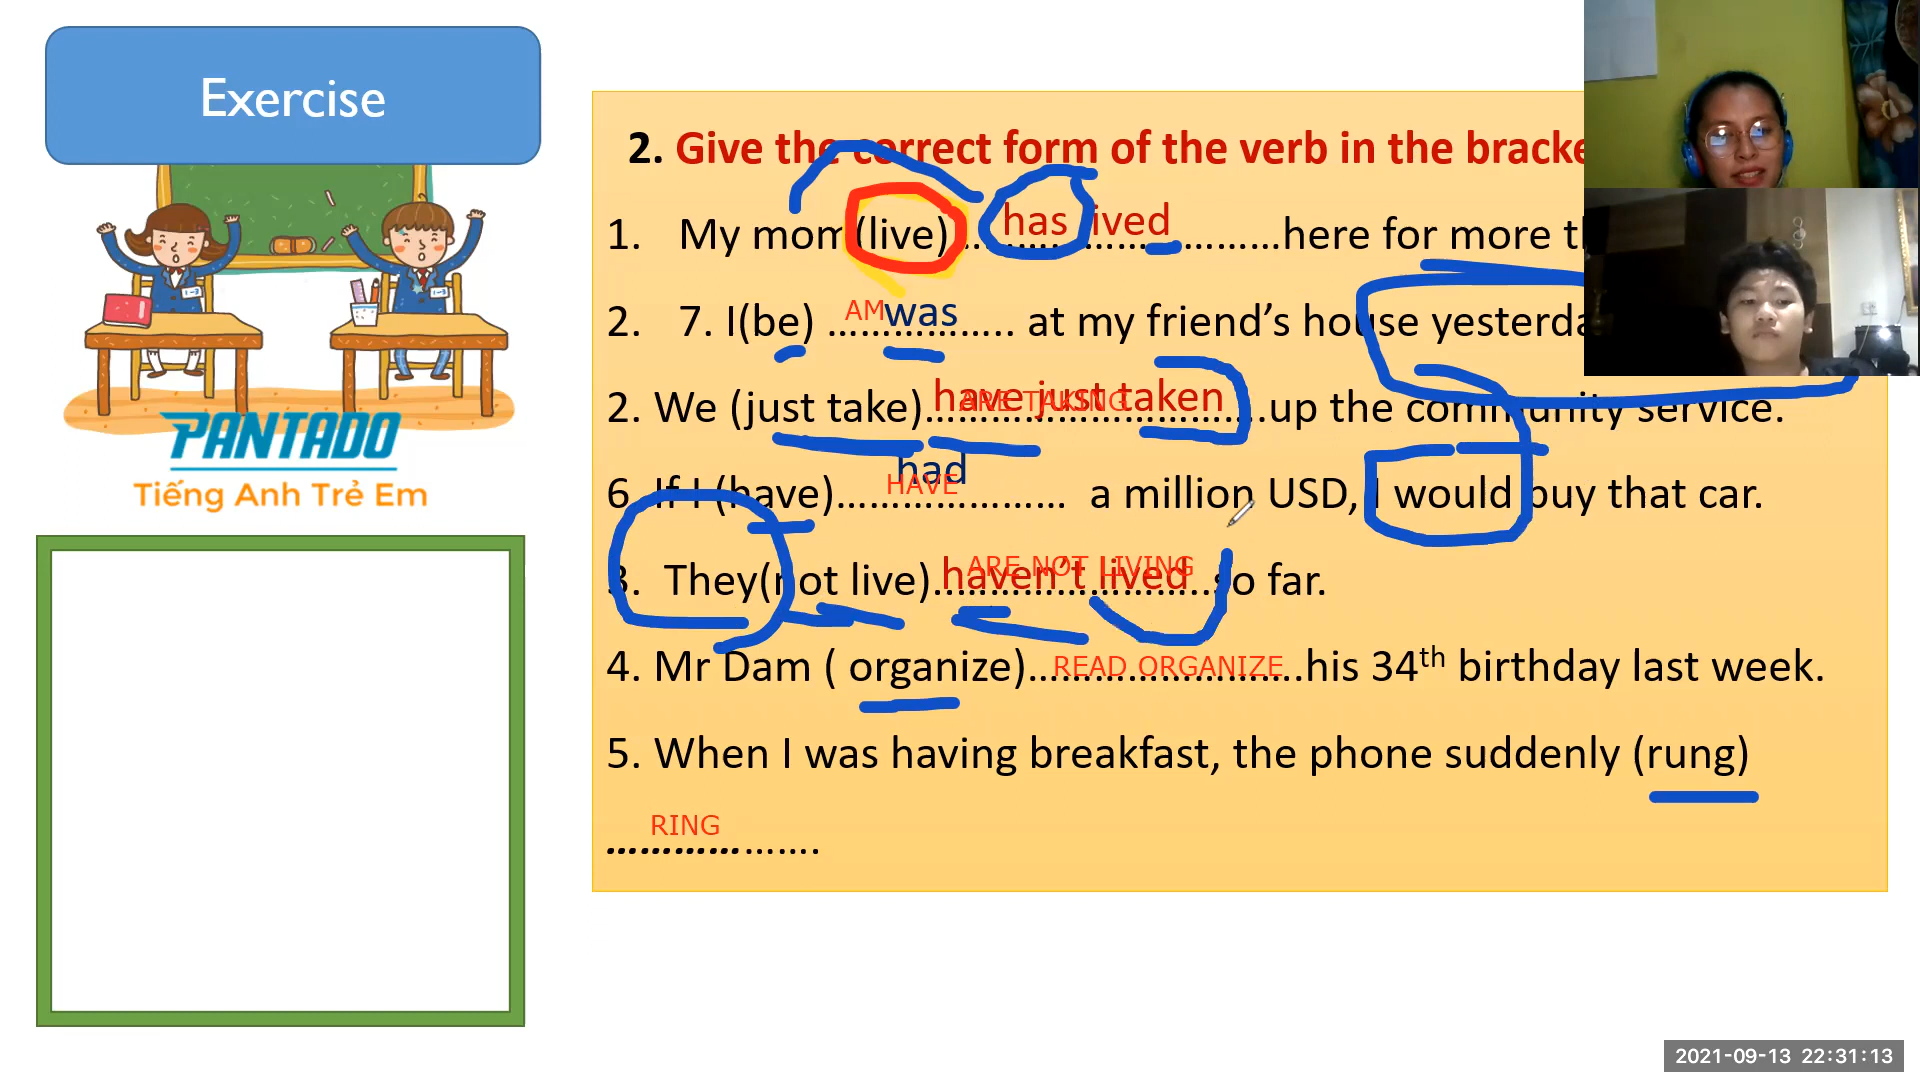 Exercise
PANTADO
Tiếng Anh Trẻ Em
2. Give the correct form of the verb in the
1. My mom (live) ........................... here for more
has lived
2. 7. I(be) ................. at my friend’s house
AM was
2. We (just take)...........................up the community service.
have just taken
ARE TAKING
6. If I (have)..................... a million USD, I would buy that car.
had
HAVE
3. They(not live)...........................so far.
haven’t lived
ARE NOT LIVING
4. Mr Dam ( organize).........................his 34th birthday last week.
READ ORGANIZE
5. When I was having breakfast, the phone suddenly (rung)
RING
....................
2021-09-13 22:31:13